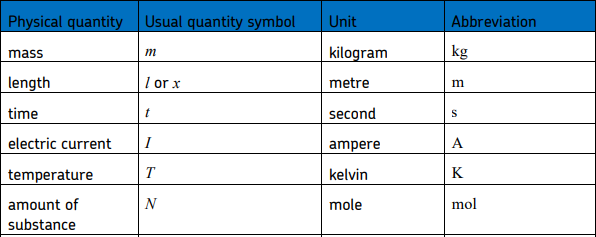 Physical quantity Usual quantity symbol Unit Abbreviation
mass m kilogram kg
length l or x metre m
time t second s
electric current I ampere A
temperature T kelvin K
amount of N mole mol
substance